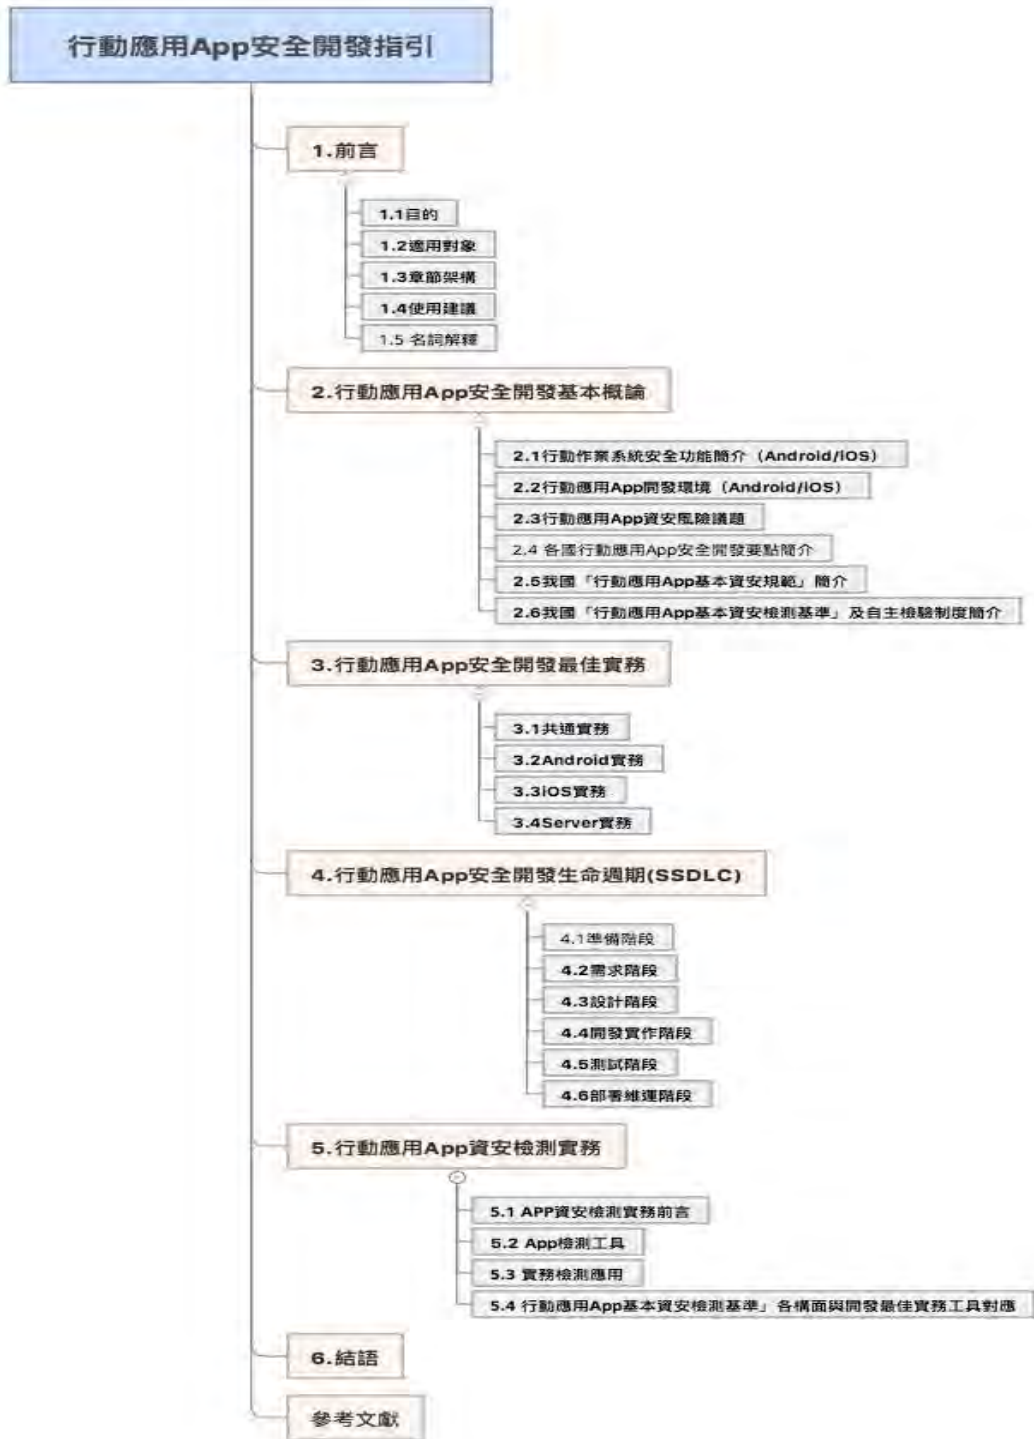 行動應用App安全開發指引
1.前言
1.1目的
1.2適用對象
1.3章節架構
1.4使用建議
1.5 名詞解釋
2.行動應用App安全開發基本概論
2.1行動作業系統安全功能簡介（Android/iOS）
2.2行動應用App開發環境（Android/iOS）
2.3行動應用App資安風險議題
2.4 各國行動應用App安全開發要點簡介
2.5我國「行動應用App基本資安規範」簡介
2.6我國「行動應用App基本資安檢測基準」及自主檢驗制度簡介
3.行動應用App安全開發最佳實務
3.1共通實務
3.2Android實務
3.3iOS實務
3.4Server實務
4.行動應用App安全開發生命週期(SSDLC)
4.1準備階段
4.2需求階段
4.3設計階段
4.4開發實作階段
4.5測試階段
4.6部署維運階段
5.行動應用App資安檢測實務
5.1 APP資安檢測實務前言
5.2 App檢測工具
5.3 實務檢測應用
5.4 行動應用App基本資安檢測基準」各構面與開發最佳實務工具對應
6.結語
參考文獻